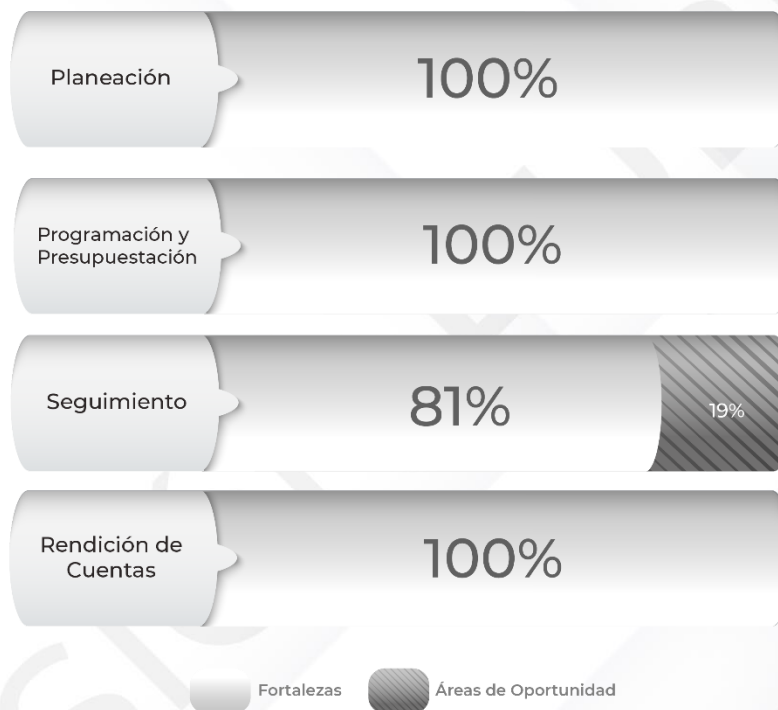 Planeación
100%
Programación y
Presupuestación
100%
Seguimiento
81%
19%
Rendición de
Cuentas
100%
Fortalezas
Áreas de Oportunidad